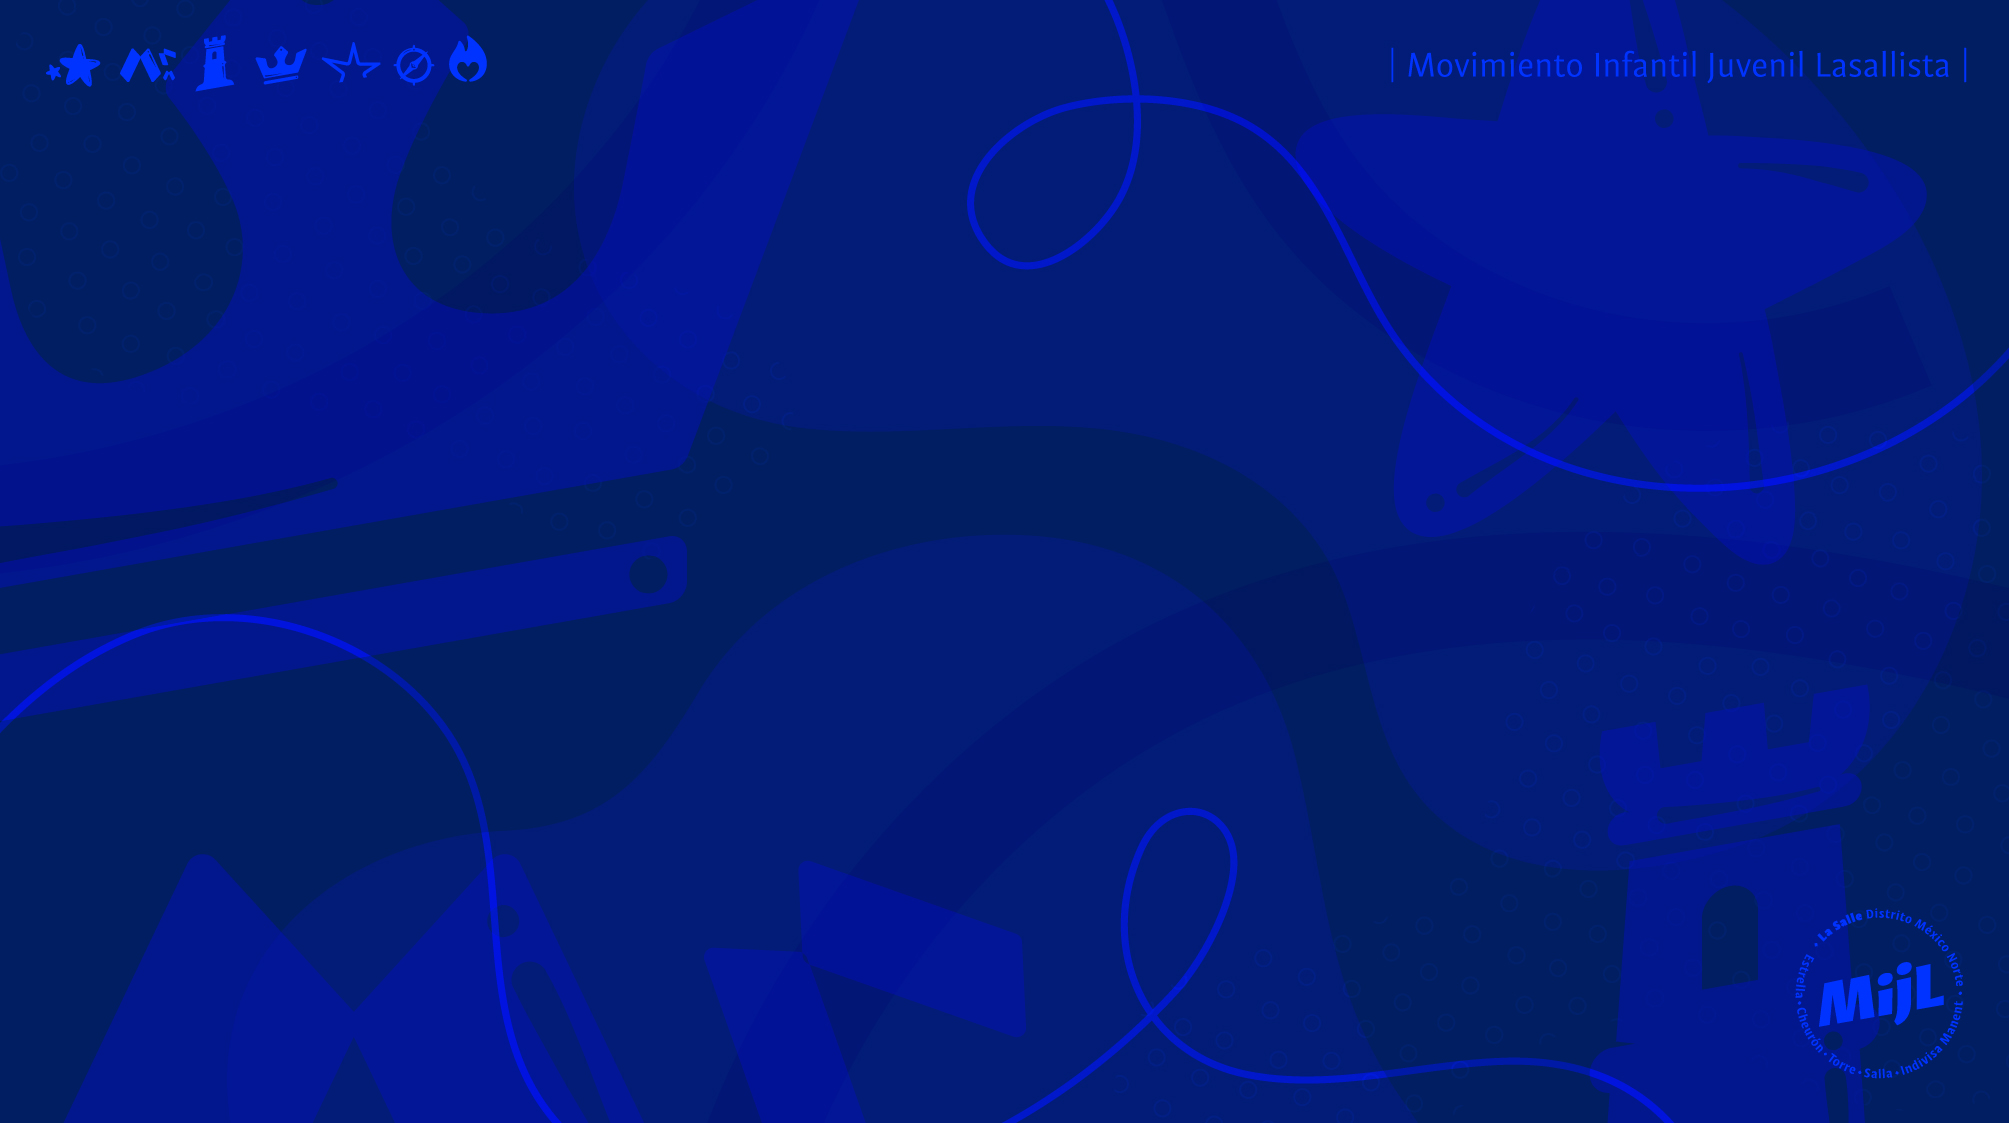 | Movimiento Infantil Juvenil Lasallista |
• La Salle Distrito México Norte • Estrella • Cheurón • Torre • Salla • Indivisa Manent
MijL